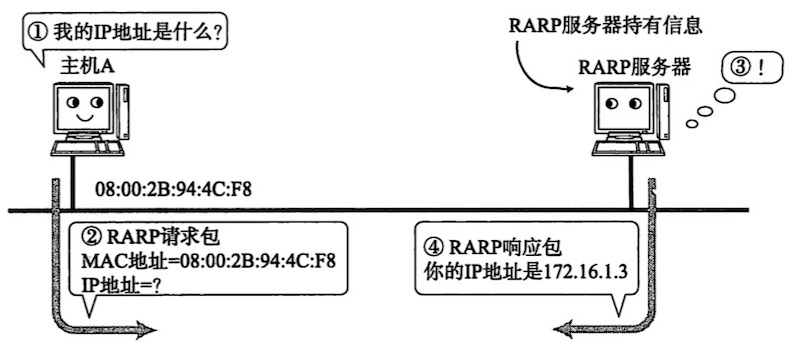 ① 我的IP地址是什么?
主机A
RARP服务器持有信息
RARP服务器
③ !
08:00:2B:94:4C:F8
② RARP请求包
MAC地址=08:00:2B:94:4C:F8
IP地址=?
④ RARP响应包
你的IP地址是172.16.1.3